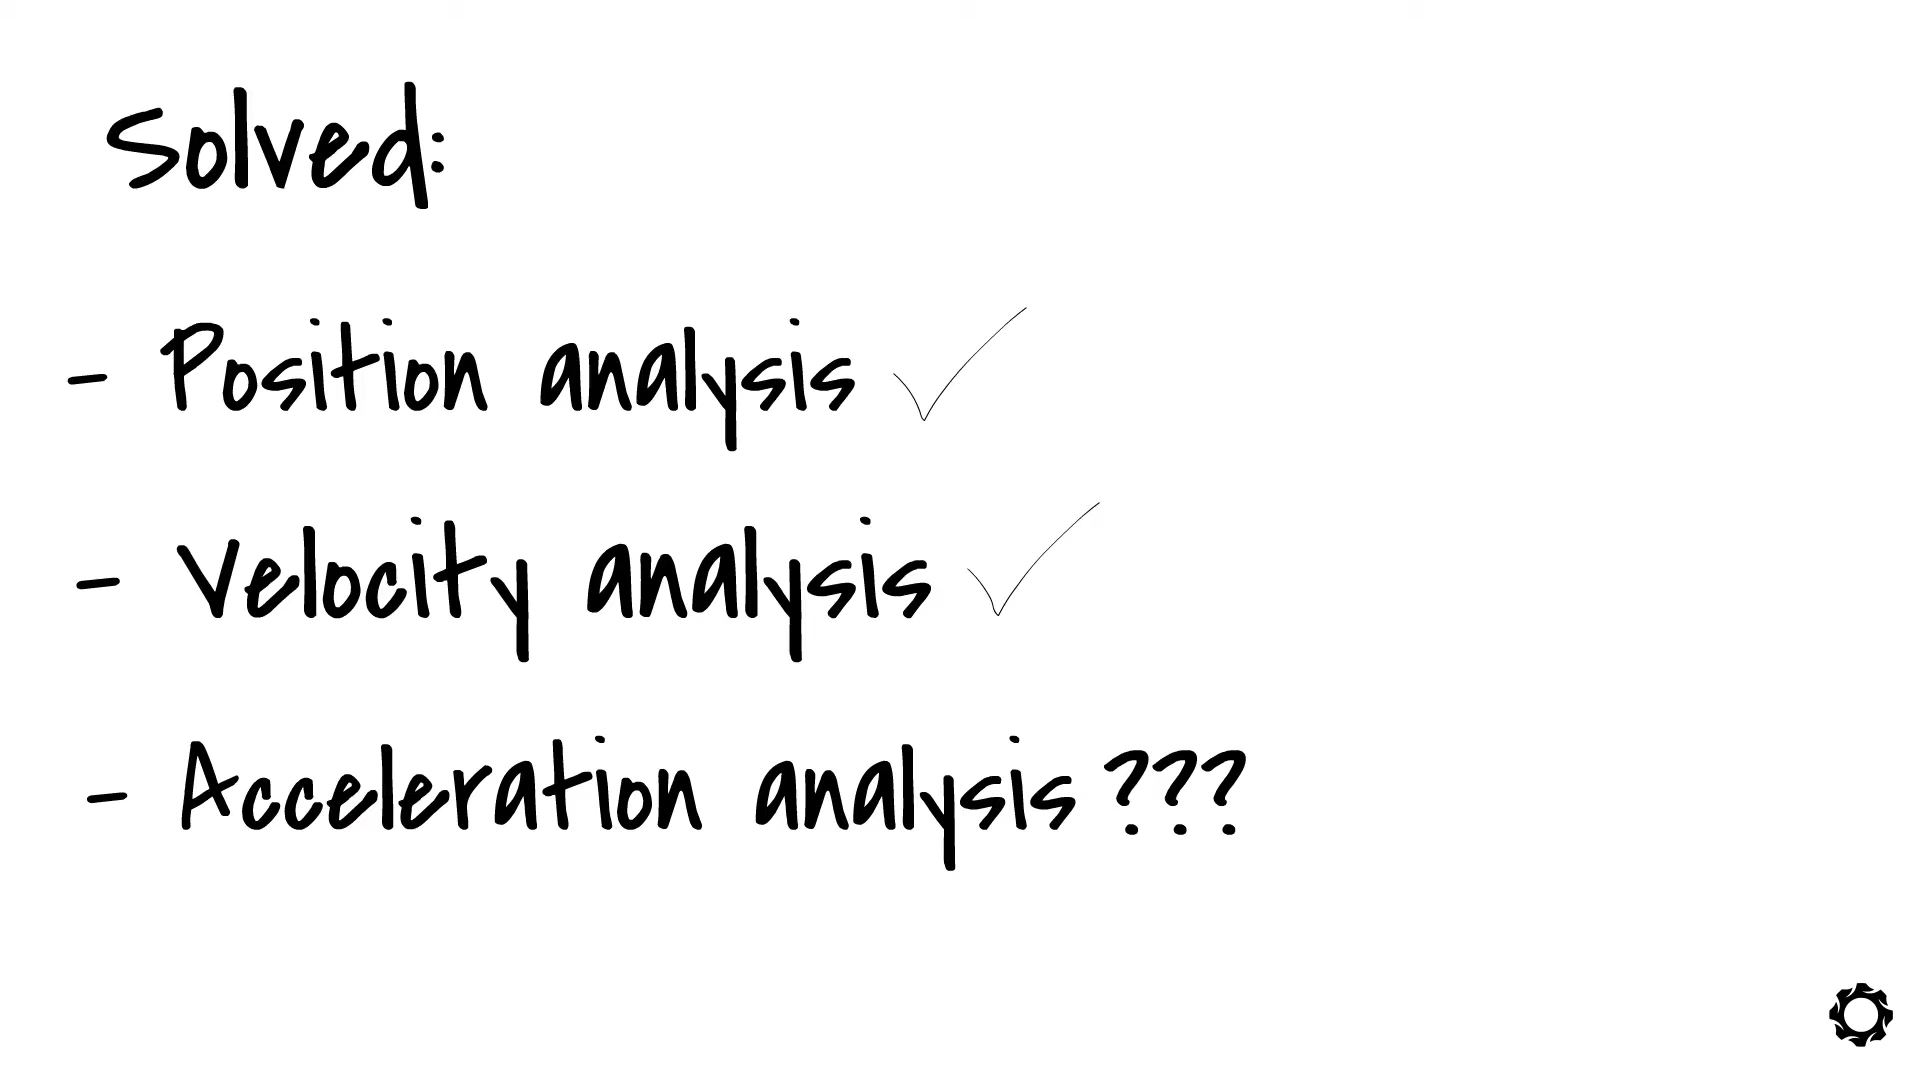 Solved:
- Position analysis ✓
- Velocity analysis ✓
- Acceleration analysis ???